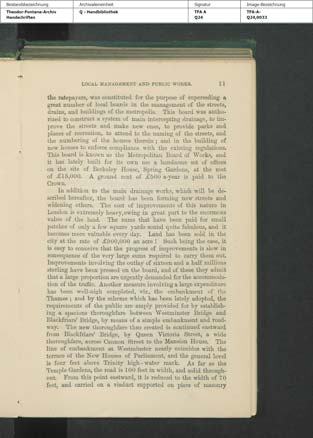 Bestandsbezeichnung Archivalieneinheit Signatur Image-Bezeichnung
Theodor-Fontane-Archiv Q - Handbibliothek TFA A TFA-A-
Handschriften Q24 Q24,0033
LOCAL MANAGEMENT AND PUBLIC WORKS. 11
the ratepayers, was constituted for the purpose of superseding a
great number of local boards in the management of the streets,
drains, and buildings of the metropolis. This board was autho-
rised to construct a system of main intercepting drainage, to im-
prove the streets and make new ones, to provide parks and
places of recreation, to attend to the naming of the streets, and
the numbering of the houses therein; and in the building of
new houses to enforce compliance with the existing regulations.
This board is known as the Metropolitan Board of Works, and
it has lately built for its own use a handsome set of offices
on the site of Berkeley House, Spring Gardens, at the cost
of £15,000. A ground rent of £500 a-year is paid to the
Crown.
In addition to the main drainage works, which will be de-
scribed hereafter, the board has been forming new streets and
widening others. The cost of improvements of this nature in
London is extremely heavy, owing in great part to the enormous
value of the land. The sums that have been paid for small
patches of only a few square yards sound quite fabulous, and it
becomes more valuable every day. Land has been sold in the
city at the rate of £900,000 an acre! Such being the case, it
is easy to conceive that the progress of improvements is slow in
consequence of the very large sums required to carry them out.
Improvements involving the outlay of sixteen and a half millions
sterling have been pressed on the board, and of these they admit
that a large proportion are urgently demanded for the accommoda-
tion of the traffic. Another measure involving a large expenditure
has been well-nigh completed, viz., the embankment of the
Thames; and by the scheme which has been lately adopted, the
requirements of the public are amply provided for by establish-
ing a spacious thoroughfare between Westminster Bridge and
Blackfriars' Bridge, by means of a simple embankment and road-
way. The new thoroughfare thus created is continued eastward
from Blackfriars' Bridge, by Queen Victoria Street, a wide
thoroughfare, across Cannon Street to the Mansion House. The
line of embankment at Westminster nearly coincides with the
terrace of the New Houses of Parliament, and the general level
is four feet above Trinity high-water mark. As far as the
Temple Gardens, the road is 100 feet in width, and solid through-
out. From this point eastward, it is reduced to the width of 70
feet, and carried on a viaduct supported on piers of masonry